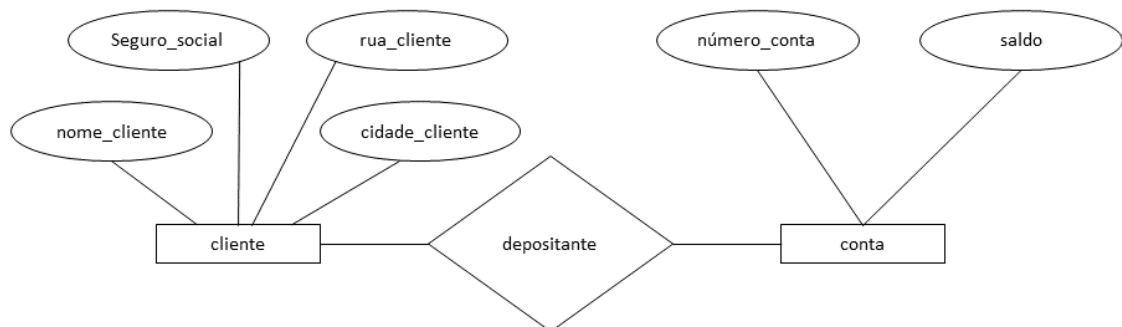 Seguro_social
rua_cliente
número_conta
saldo
nome_cliente
cidade_cliente
cliente
depositante
conta